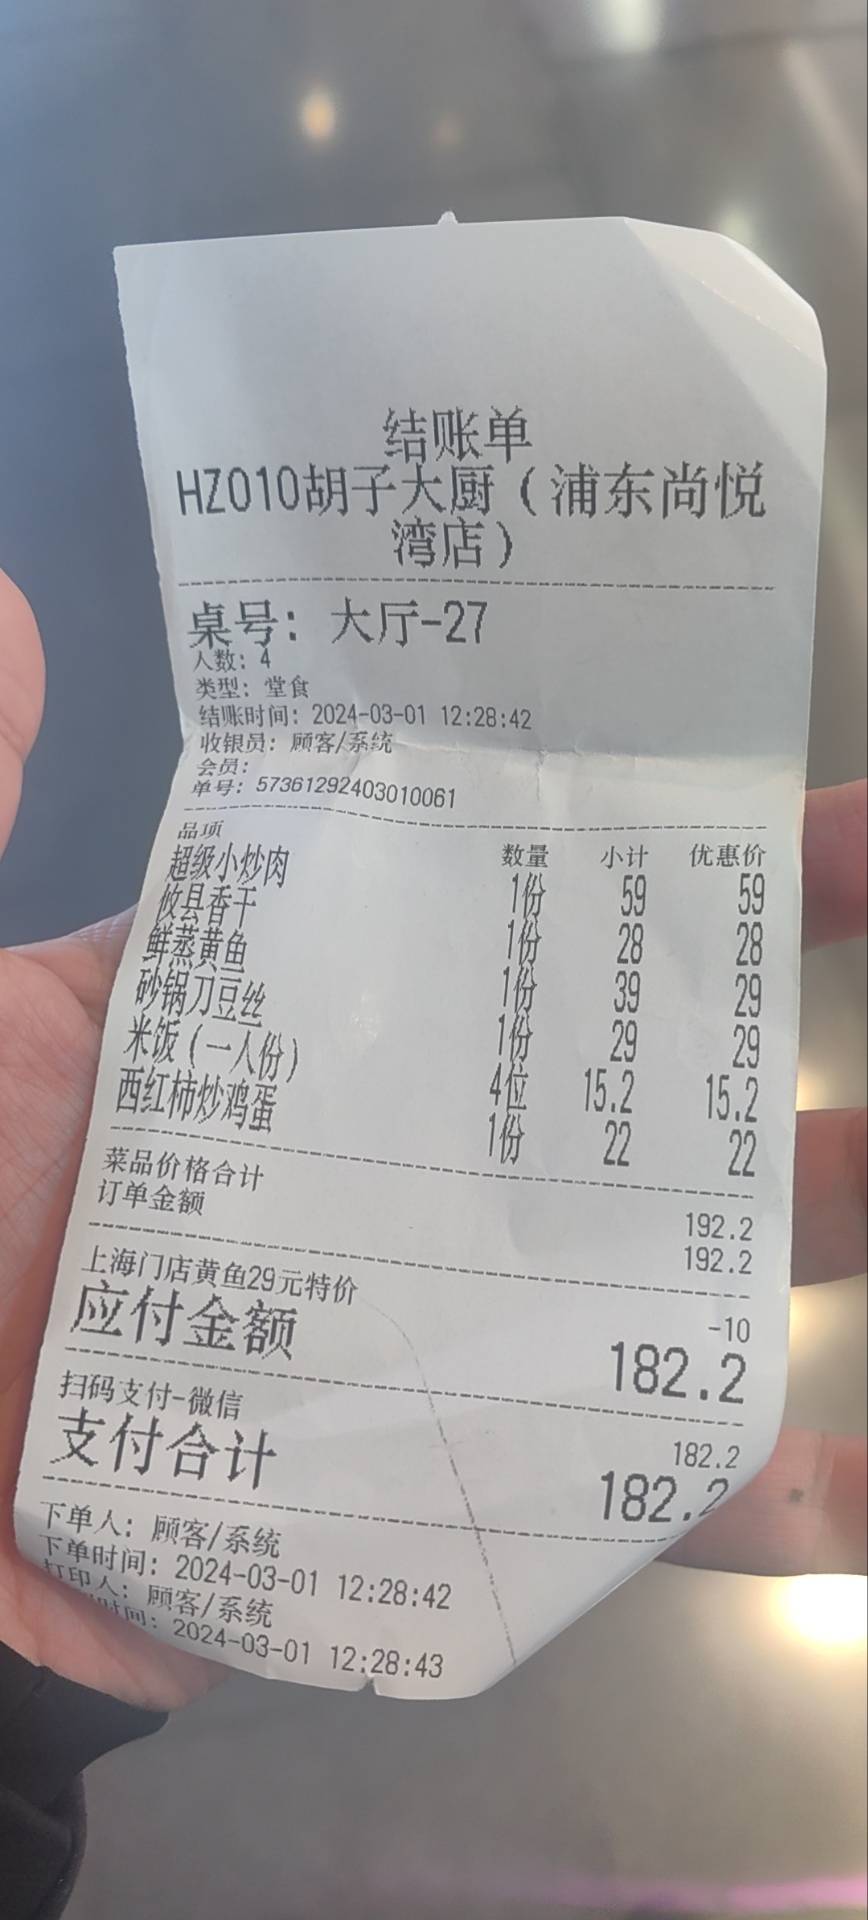 结账单
HZ010胡子大厨（浦东尚悦
湾店）
桌号：大厅-27
人数：4
类型：堂食
结账时间：2024-03-01 12:28:42
收银员：顾客/系统
会员：
单号：57361292403010061
品项 数量 小计 优惠价
超级小炒肉 1份 59 59
攸县香干 1份 28 28
鲜蒸黄鱼 1份 39 29
砂锅刀豆丝 1份 29 29
米饭（一人份） 4位 15.2 15.2
西红柿炒鸡蛋 1份 22 22
菜品价格合计 192.2
订单金额 192.2
上海门店黄鱼29元特价 -10
应付金额 182.2
扫码支付-微信 182.2
支付合计 182.2
下单人：顾客/系统
下单时间：2024-03-01 12:28:42
打印人：顾客/系统
时间：2024-03-01 12:28:43